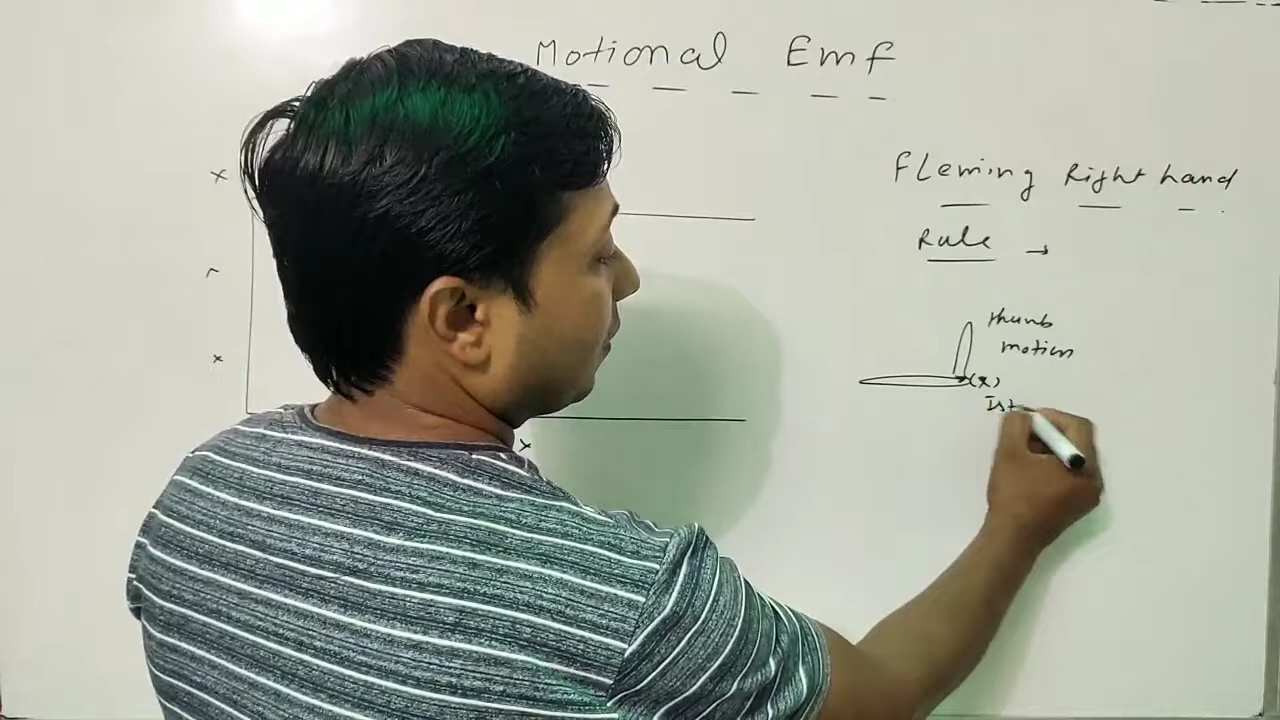 Motional Emf
Fleming Right hand
Rule →
thumb
motion
(x)
Ist
x
x
x